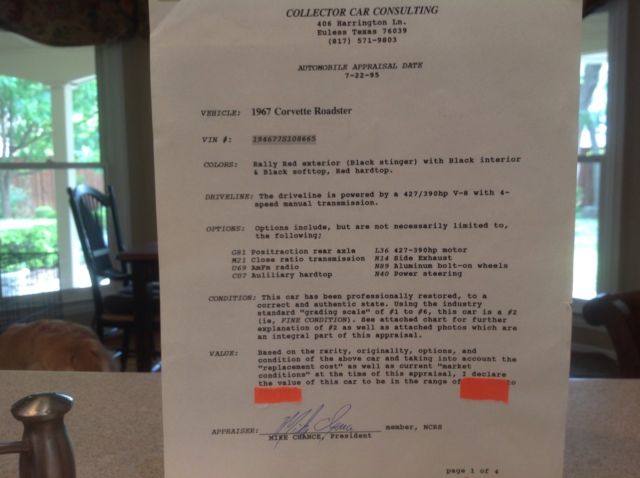 COLLECTOR CAR CONSULTING
406 Harrington Ln.
Euless Texas 76039
(817) 571-9803
AUTOMOBILE APPRAISAL DATE
7-22-95
VEHICLE: 1967 Corvette Roadster
VIN #: 194677S108665
COLORS: Rally Red exterior (Black stinger) with Black interior
& Black softtop, Red hardtop.
DRIVELINE: The driveline is powered by a 427/390hp V-8 with 4-
speed manual transmission.
OPTIONS: Options include, but are not necessarily limited to,
the following;
G81 Positraction rear axle L36 427-390hp motor
M21 Close ratio transmission N14 Side Exhaust
U69 AmFm radio N89 Aluminum bolt-on wheels
C07 Auliliary hardtop N40 Power steering
CONDITION: This car has been professionally restored, to a
correct and authentic state. Using the industry
standard "grading scale" of #1 to #6, this car is a #2
(ie, FINE CONDITION). See attached chart for further
explanation of #2 as well as attached photos which are
an integral part of this appraisal.
VALUE: Based on the rarity, originality, options, and
condition of the above car and taking into account the
"replacement cost" as well as current "market
conditions" at the time of this appraisal, I declare
the value of this car to be in the range of to
APPRAISER: Mike Chance member, NCRS
MIKE CHANCE, President
page 1 of 4